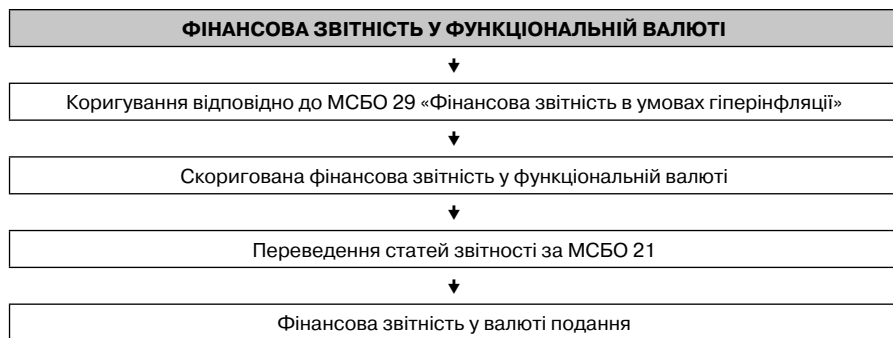 ФІНАНСОВА ЗВІТНІСТЬ У ФУНКЦІОНАЛЬНІЙ ВАЛЮТІ
Коригування відповідно до МСБО 29 «Фінансова звітність в умовах гіперінфляції»
Скоригована фінансова звітність у функціональній валюті
Переведення статей звітності за МСБО 21
Фінансова звітність у валюті подання